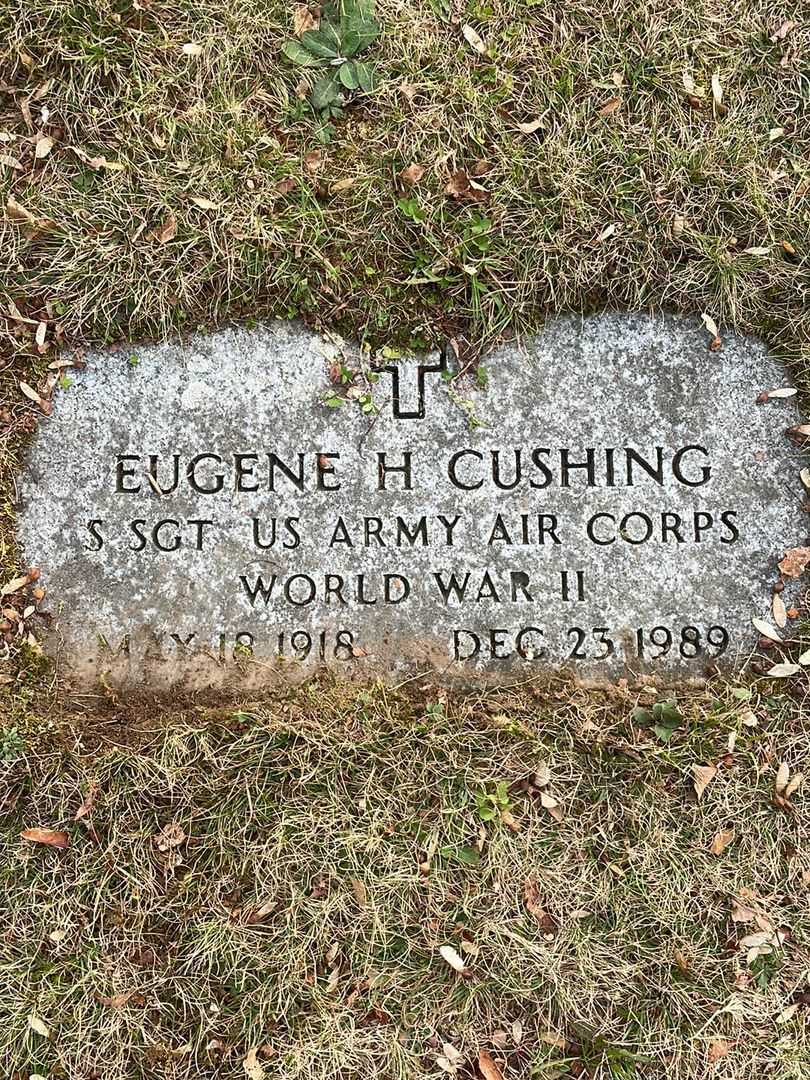 EUGENE H CUSHING
S SGT US ARMY AIR CORPS
WORLD WAR II
MAY 18 1918 DEC 23 1989